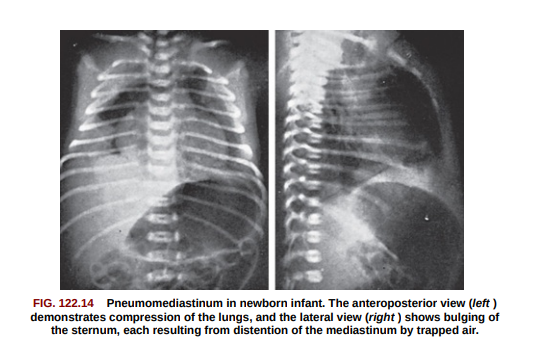 FIG. 122.14 Pneumomediastinum in newborn infant. The anteroposterior view (left )
demonstrates compression of the lungs, and the lateral view (right ) shows bulging of
the sternum, each resulting from distention of the mediastinum by trapped air.